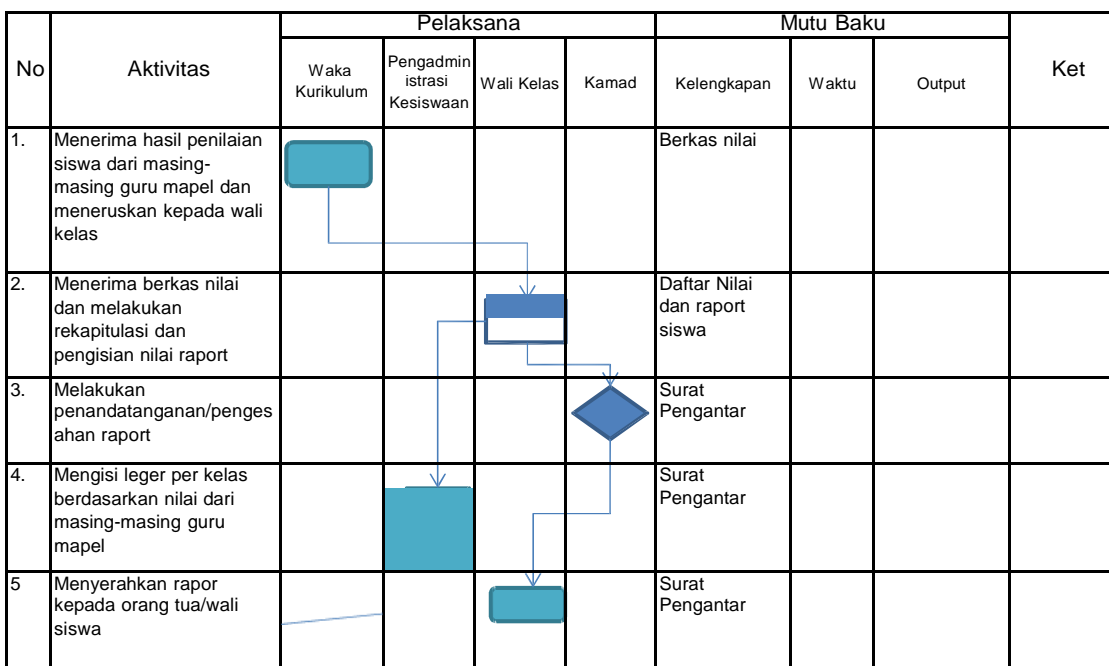 Pelaksana
Mutu Baku
No
Aktivitas
Waka
Kurikulum
Pengadmin
istrasi
Kesiswaan
Wali Kelas
Kamad
Kelengkapan
Waktu
Output
Ket
1.
Menerima hasil penilaian
siswa dari masing-
masing guru mapel dan
meneruskan kepada wali
kelas
Berkas nilai
2.
Menerima berkas nilai
dan melakukan
rekapitulasi dan
pengisian nilai raport
Daftar Nilai
dan raport
siswa
3.
Melakukan
penandatanganan/penges
ahan raport
Surat
Pengantar
4.
Mengisi leger per kelas
berdasarkan nilai dari
masing-masing guru
mapel
Surat
Pengantar
5
Menyerahkan rapor
kepada orang tua/wali
siswa
Surat
Pengantar